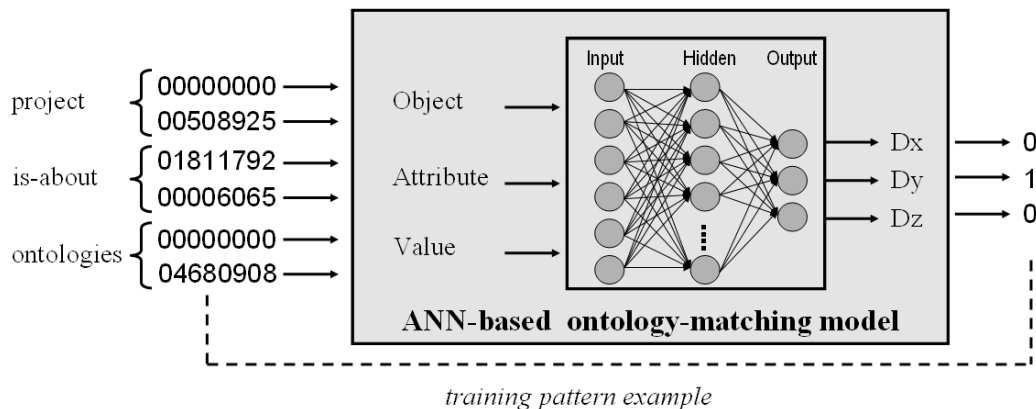 Input Hidden Output
project
00000000
00508925
Object
is-about
01811792
00006065
Attribute
ontologies
00000000
04680908
Value
Dx 0
Dy 1
Dz 0
ANN-based ontology-matching model
training pattern example